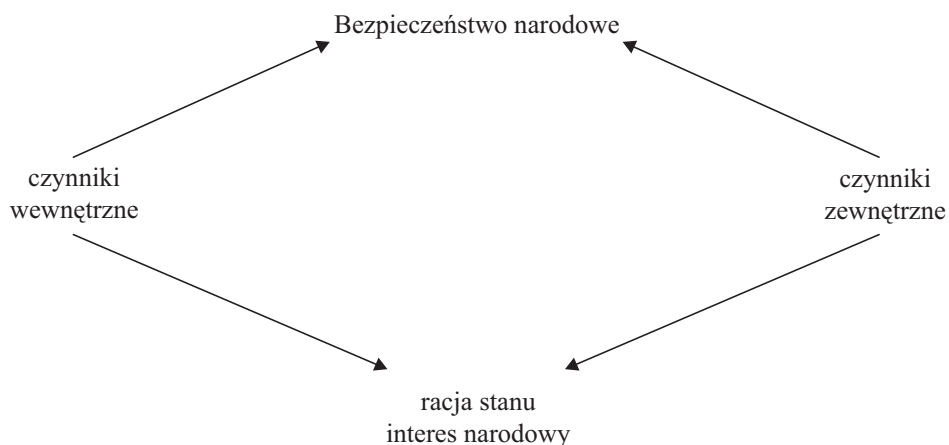 Bezpieczeństwo narodowe
czynniki
wewnętrzne
czynniki
zewnętrzne
racja stanu
interes narodowy